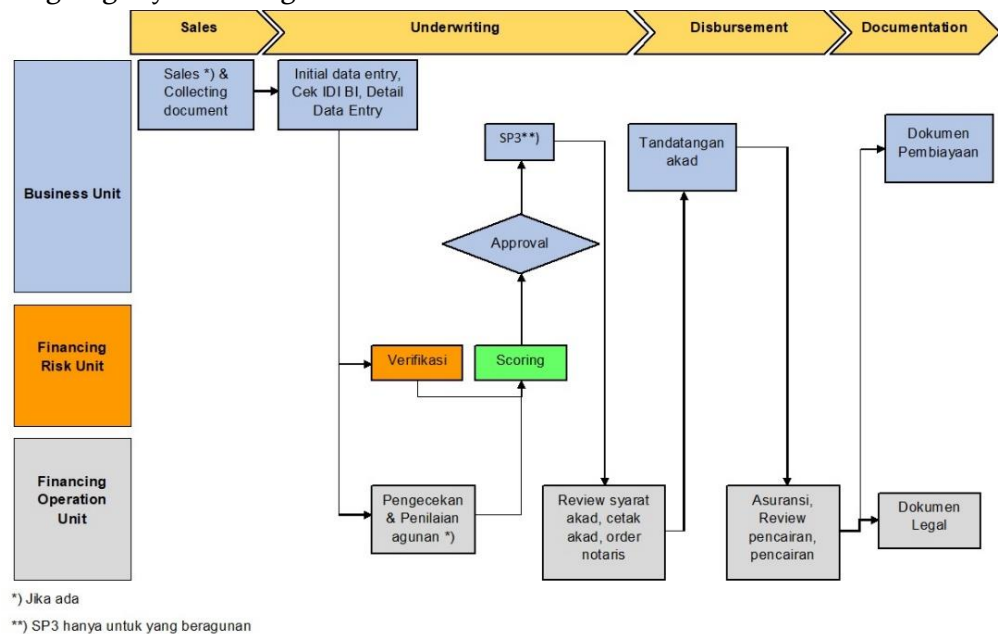 Sales
Underwriting
Disbursement
Documentation
Business Unit
Sales *) &
Collecting
document
Initial data entry,
Cek IDI BI, Detail
Data Entry
SP3**)
Approval
Tandatangan
akad
Dokumen
Pembiayaan
Financing
Risk Unit
Verifikasi
Scoring
Financing
Operation
Unit
Pengecekan
& Penilaian
agunan *)
Review syarat
akad, cetak
akad, order
notaris
Asuransi,
Review
pencairan,
pencairan
Dokumen
Legal
*) Jika ada
**) SP3 hanya untuk yang beragunan